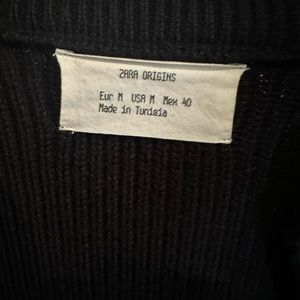 ZARA ORIGINS
Eur M USA M Mex 40
Made in Tunisia